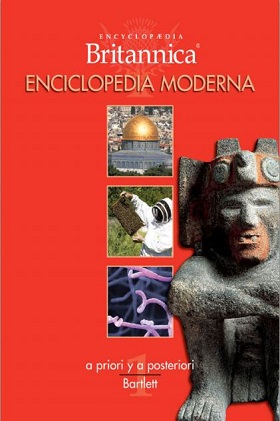 ENCYCLOPÆDIA
Britannica®
ENCICLOPEDIA MODERNA
1
a priori y a posteriori
Bartlett